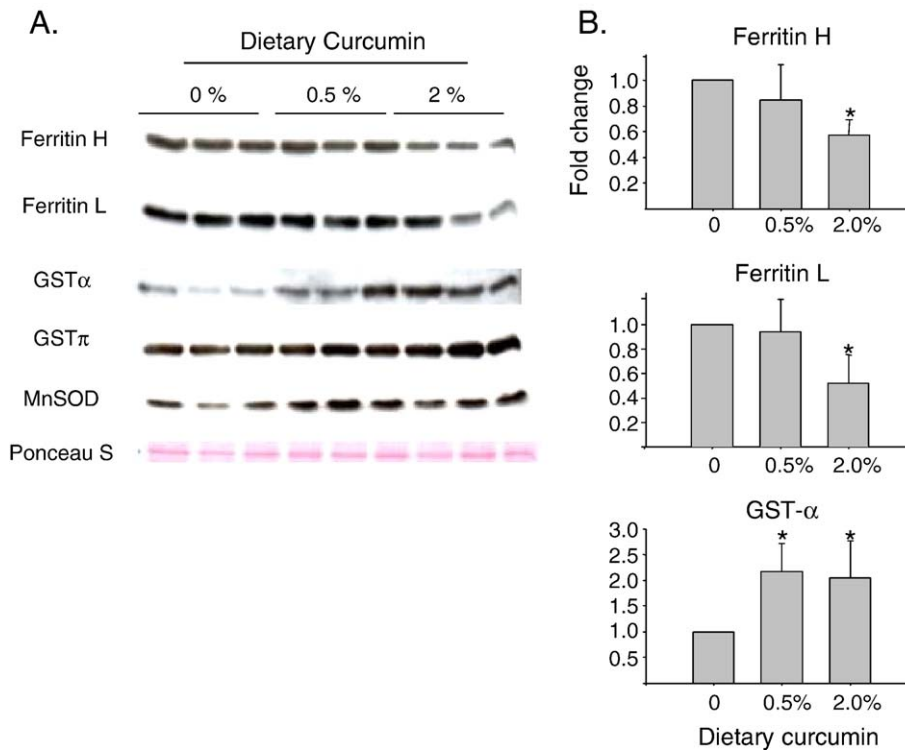 A.
Dietary Curcumin
0 %
0.5 %
2 %
Ferritin H
Ferritin L
GSTα
GSTπ
MnSOD
Ponceau S
B.
Ferritin H
Fold change
1.0
0.8
0.6
0.4
0.2
*
0
0.5%
2.0%
Ferritin L
1.0
0.8
0.6
0.4
0.2
*
0
0.5%
2.0%
GST-α
3.0
2.5
2.0
1.5
1.0
0.5
*
*
0
0.5%
2.0%
Dietary curcumin